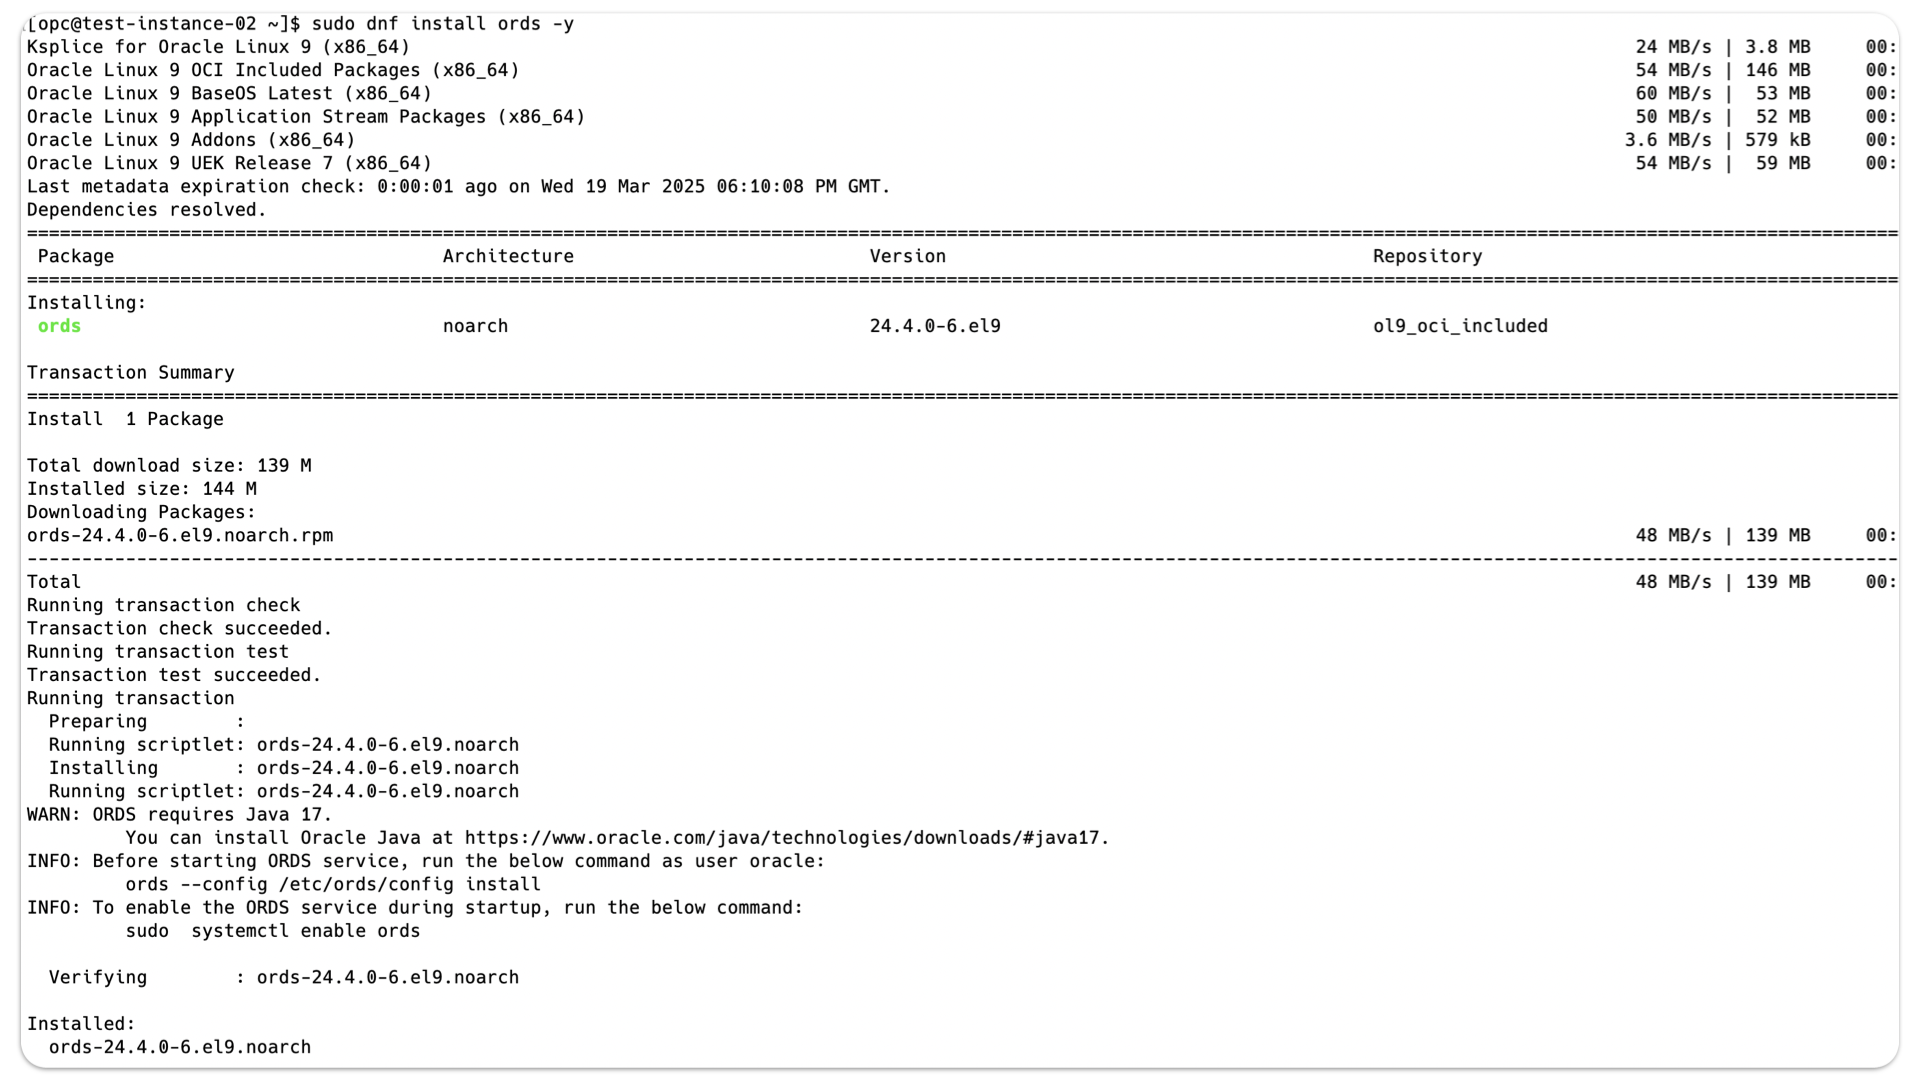 [opc@test-instance-02 ~]$ sudo dnf install ords -y
Ksplice for Oracle Linux 9 (x86_64) 24 MB/s | 3.8 MB 00:
Oracle Linux 9 OCI Included Packages (x86_64) 54 MB/s | 146 MB 00:
Oracle Linux 9 BaseOS Latest (x86_64) 60 MB/s | 53 MB 00:
Oracle Linux 9 Application Stream Packages (x86_64) 50 MB/s | 52 MB 00:
Oracle Linux 9 Addons (x86_64) 3.6 MB/s | 579 kB 00:
Oracle Linux 9 UEK Release 7 (x86_64) 54 MB/s | 59 MB 00:
Last metadata expiration check: 0:00:01 ago on Wed 19 Mar 2025 06:10:08 PM GMT.
Dependencies resolved.
Package Architecture Version Repository
Installing:
ords noarch 24.4.0-6.el9 ol9_oci_included
Transaction Summary
Install 1 Package
Total download size: 139 M
Installed size: 144 M
Downloading Packages:
ords-24.4.0-6.el9.noarch.rpm 48 MB/s | 139 MB 00:
Total 48 MB/s | 139 MB 00:
Running transaction check
Transaction check succeeded.
Running transaction test
Transaction test succeeded.
Running transaction
Preparing :
Running scriptlet: ords-24.4.0-6.el9.noarch
Installing : ords-24.4.0-6.el9.noarch
Running scriptlet: ords-24.4.0-6.el9.noarch
WARN: ORDS requires Java 17.
You can install Oracle Java at https://www.oracle.com/java/technologies/downloads/#java17.
INFO: Before starting ORDS service, run the below command as user oracle:
ords --config /etc/ords/config install
INFO: To enable the ORDS service during startup, run the below command:
sudo systemctl enable ords
Verifying : ords-24.4.0-6.el9.noarch
Installed:
ords-24.4.0-6.el9.noarch